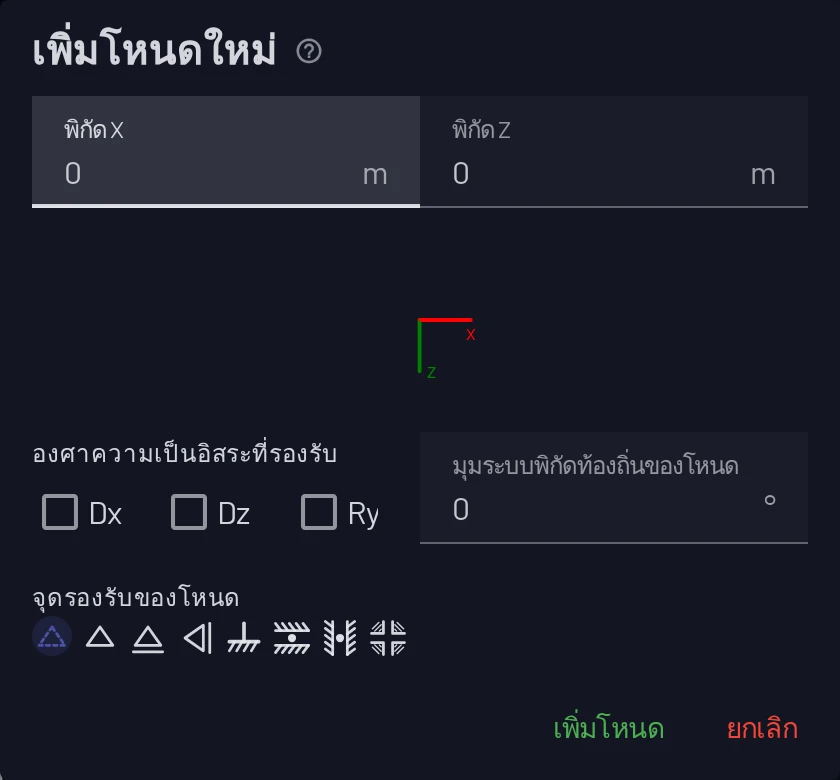 เพิ่มโหนดใหม่ ?
พิกัด X
0 m
พิกัด Z
0 m
X
Z
องศาความเป็นอิสระที่รองรับ
Dx Dz Ry
มุมระบบพิกัดท้องถิ่นของโหนด
0 °
จุดรองรับของโหนด
เพิ่มโหนด ยกเลิก